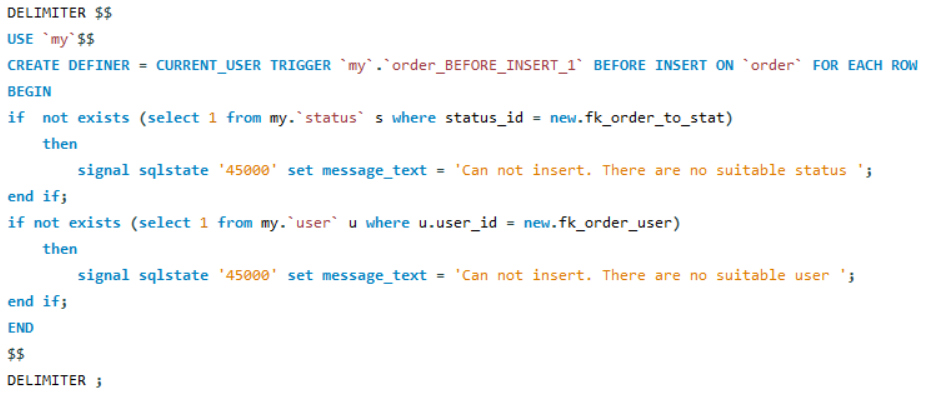 DELIMITER $$
USE `my`$$
CREATE DEFINER = CURRENT_USER TRIGGER `my`.`order_BEFORE_INSERT_1` BEFORE INSERT ON `order` FOR EACH ROW
BEGIN
if  not exists (select 1 from my.`status` s where status_id = new.fk_order_to_stat)
    then
        signal sqlstate '45000' set message_text = 'Can not insert. There are no suitable status ';
end if;
if not exists (select 1 from my.`user` u where u.user_id = new.fk_order_user)
    then
        signal sqlstate '45000' set message_text = 'Can not insert. There are no suitable user ';
end if;
END
$$
DELIMITER ;